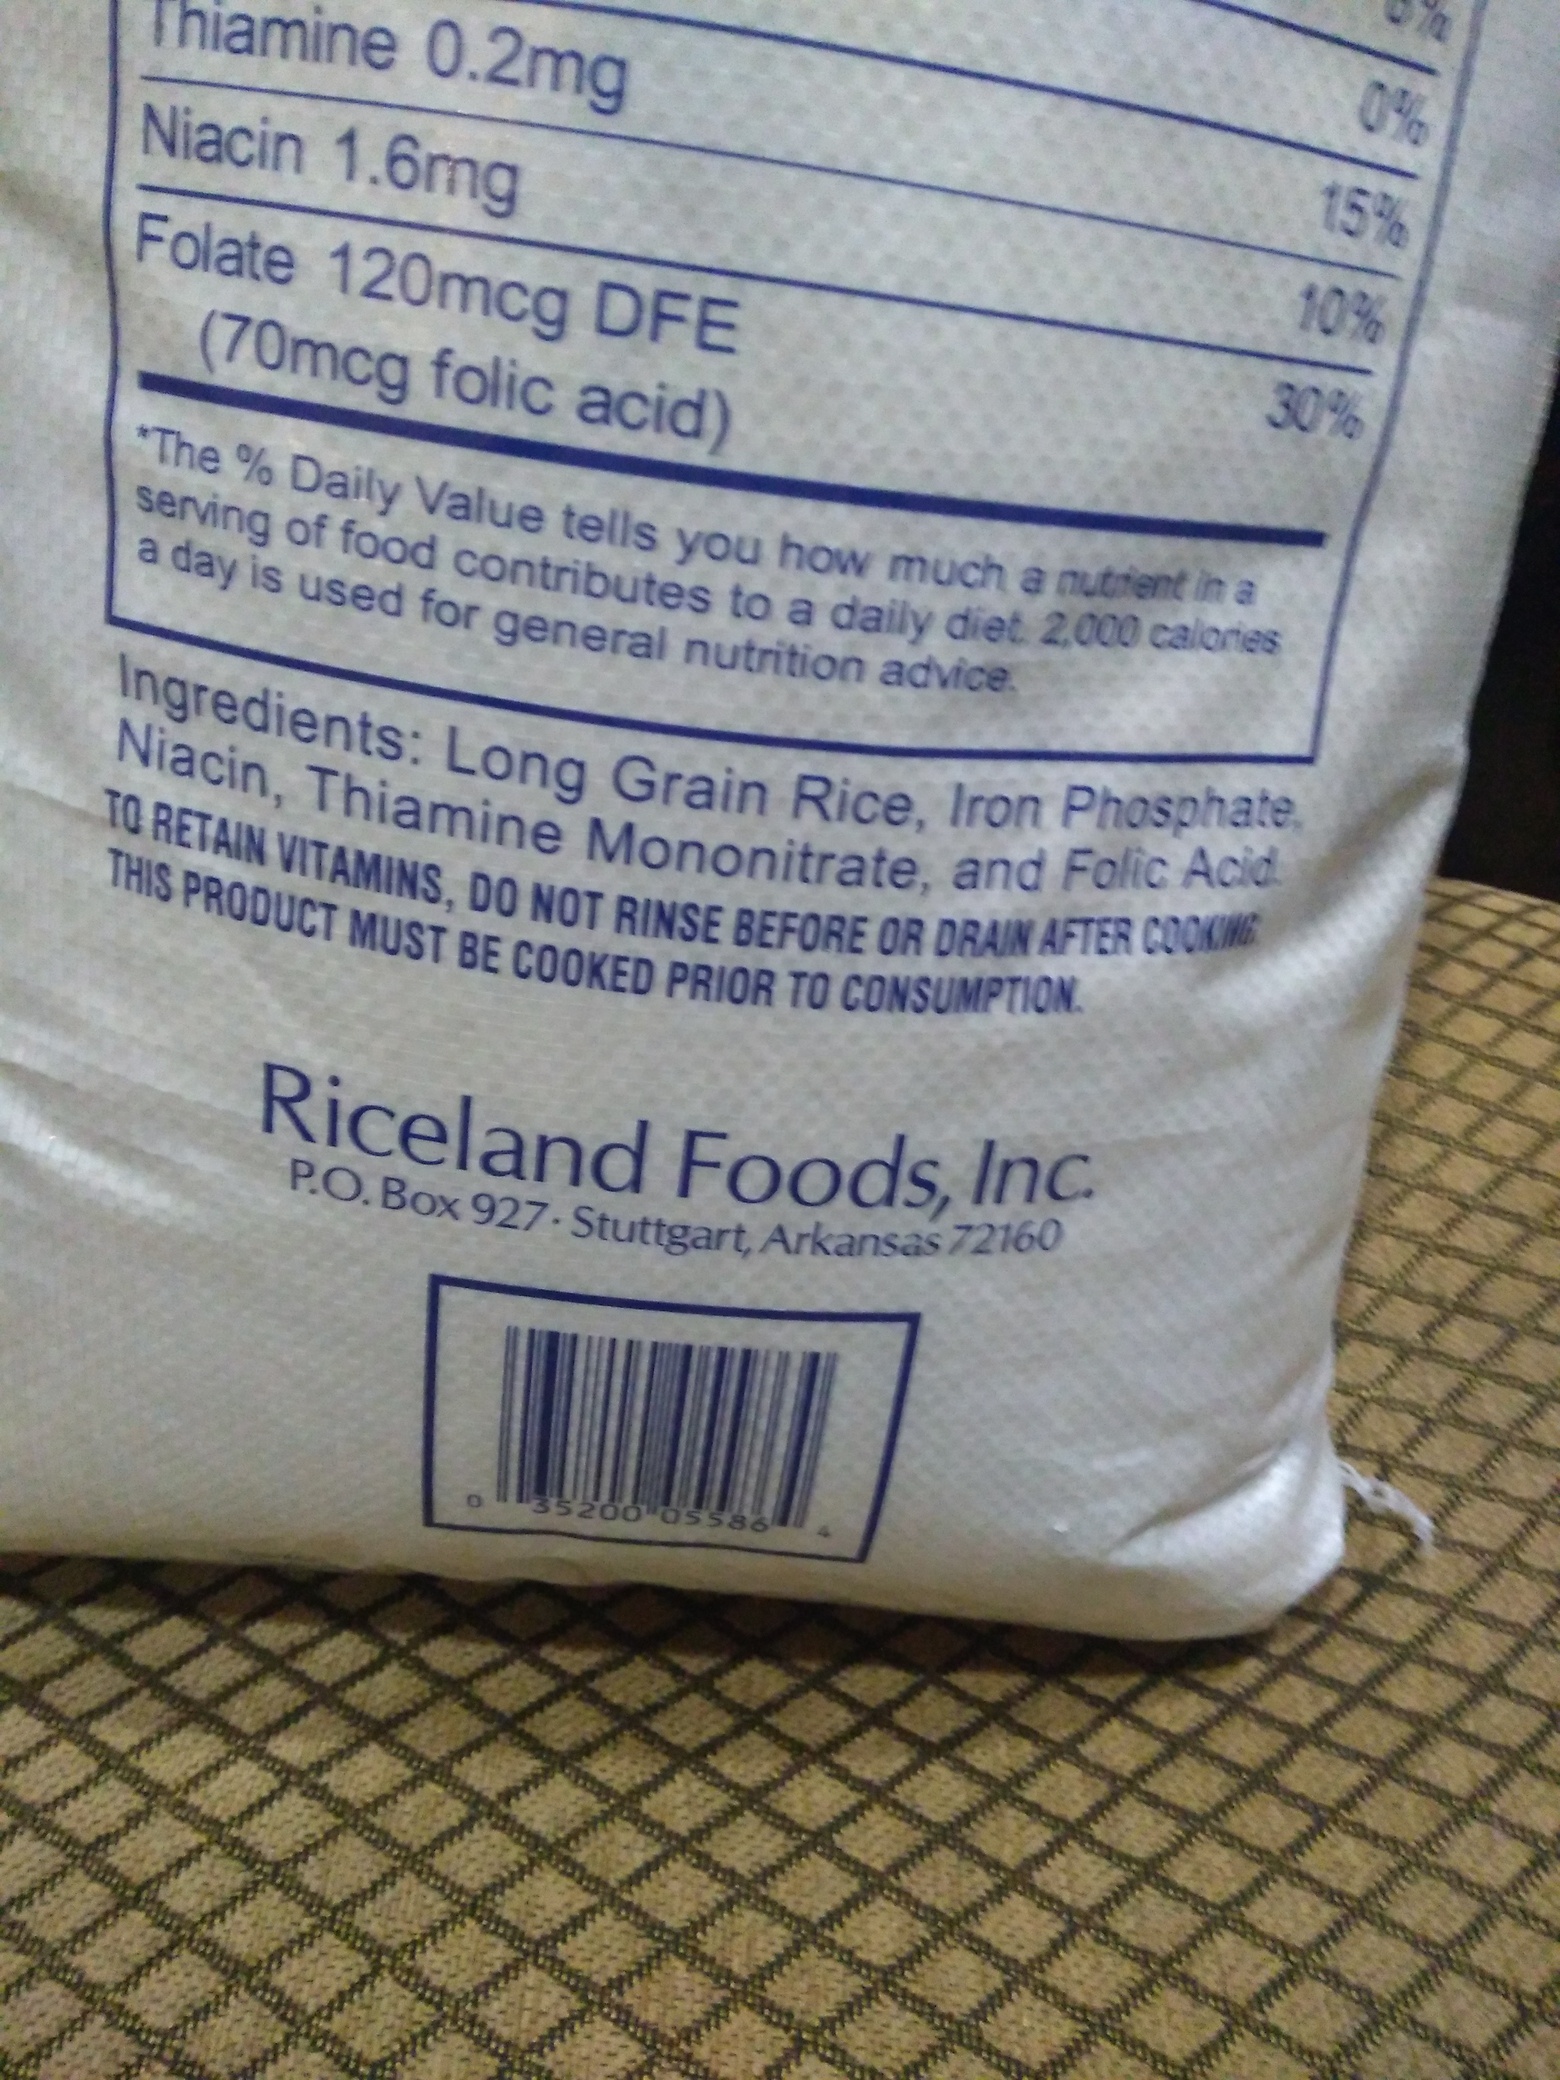 Thiamine 0.2mg 15%
Niacin 1.6mg 10%
Folate 120mcg DFE 30%
(70mcg folic acid)
*The % Daily Value tells you how much a nutrient in a
serving of food contributes to a daily diet. 2,000 calories
a day is used for general nutrition advice.
Ingredients: Long Grain Rice, Iron Phosphate,
Niacin, Thiamine Mononitrate, and Folic Acid.
TO RETAIN VITAMINS, DO NOT RINSE BEFORE OR DRAIN AFTER COOKING.
THIS PRODUCT MUST BE COOKED PRIOR TO CONSUMPTION.
Riceland Foods, Inc.
P.O. Box 927 · Stuttgart, Arkansas 72160
0 35200 05586 4